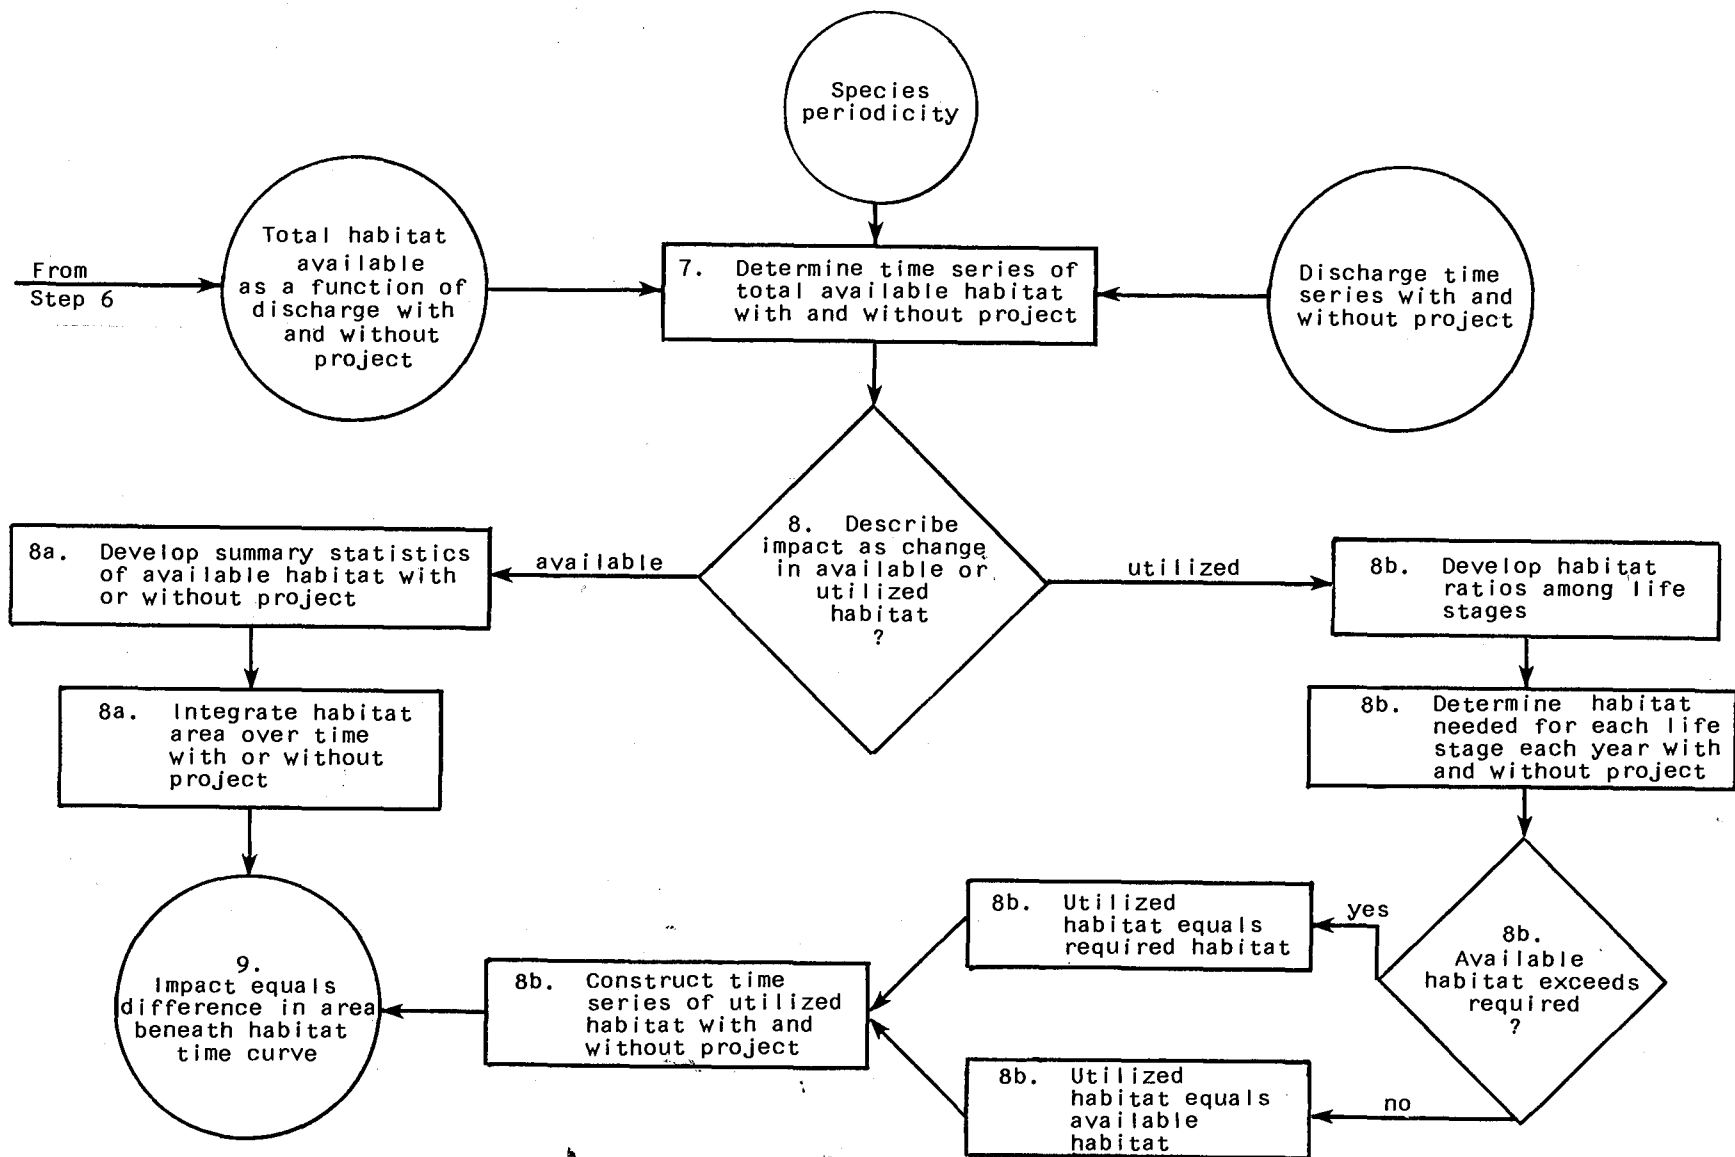 Species
periodicity
From
Step 6
Total habitat
available
as a function of
discharge with
and without
project
7. Determine time series of
total available habitat
with and without project
Discharge time
series with and
without project
8. Describe
impact as change
in available or
utilized
habitat
?
available
utilized
8a. Develop summary statistics
of available habitat with
or without project
8a. Integrate habitat
area over time
with or without
project
8b. Develop habitat
ratios among life
stages
8b. Determine habitat
needed for each life
stage each year with
and without project
8b.
Available
habitat exceeds
required
?
yes
no
8b. Utilized
habitat equals
required habitat
8b. Utilized
habitat equals
available
habitat
8b. Construct time
series of utilized
habitat with and
without project
9.
Impact equals
difference in area
beneath habitat
time curve